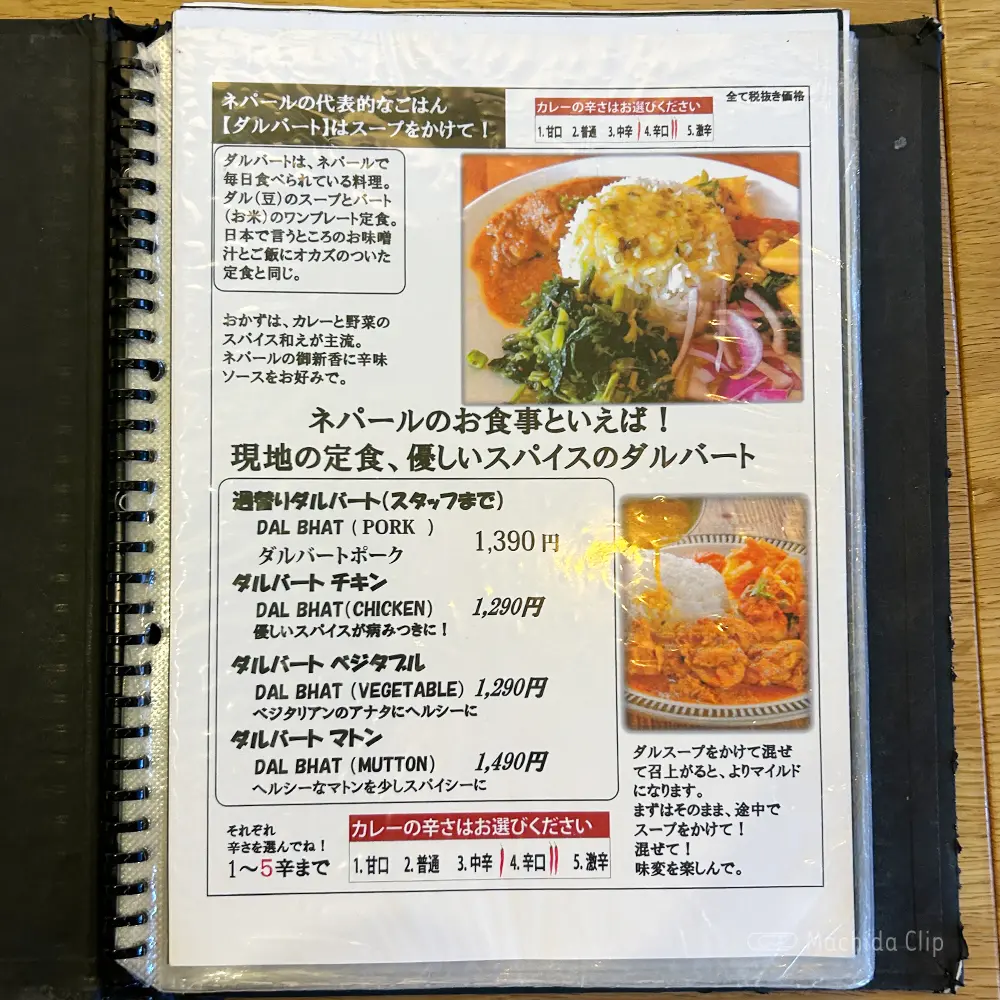 ネパールの代表的なごはん
【ダルバート】はスープをかけて！
カレーの辛さはお選びください
1.甘口 2.普通 3.中辛 4.辛口 5.激辛
全て税抜き価格
ダルバートは、ネパールで
毎日食べられている料理。
ダル(豆)のスープとバート
(お米)のワンプレート定食。
日本で言うところのお味噌
汁とご飯にオカズのついた
定食と同じ。
おかずは、カレーと野菜の
スパイス和えが主流。
ネパールの御新香に辛味
ソースをお好みで。
ネパールのお食事といえば！
現地の定食、優しいスパイスのダルバート
週替りダルバート(スタッフまで)
DAL BHAT ( PORK )
ダルバートポーク
1,390 円
ダルバート チキン
DAL BHAT(CHICKEN) 1,290円
優しいスパイスが病みつきに！
ダルバート ベジタブル
DAL BHAT (VEGETABLE) 1,290円
ベジタリアンのアナタにヘルシーに
ダルバート マトン
DAL BHAT (MUTTON) 1,490円
ヘルシーなマトンを少しスパイシーに
ダルスープをかけて混ぜ
て召上がると、よりマイルド
になります。
まずはそのまま、途中で
スープをかけて！
混ぜて！
味変を楽しんで。
それぞれ
辛さを選んでね！
1～5辛まで
カレーの辛さはお選びください
1.甘口 2.普通 3.中辛 4.辛口 5.激辛
Machida Clip